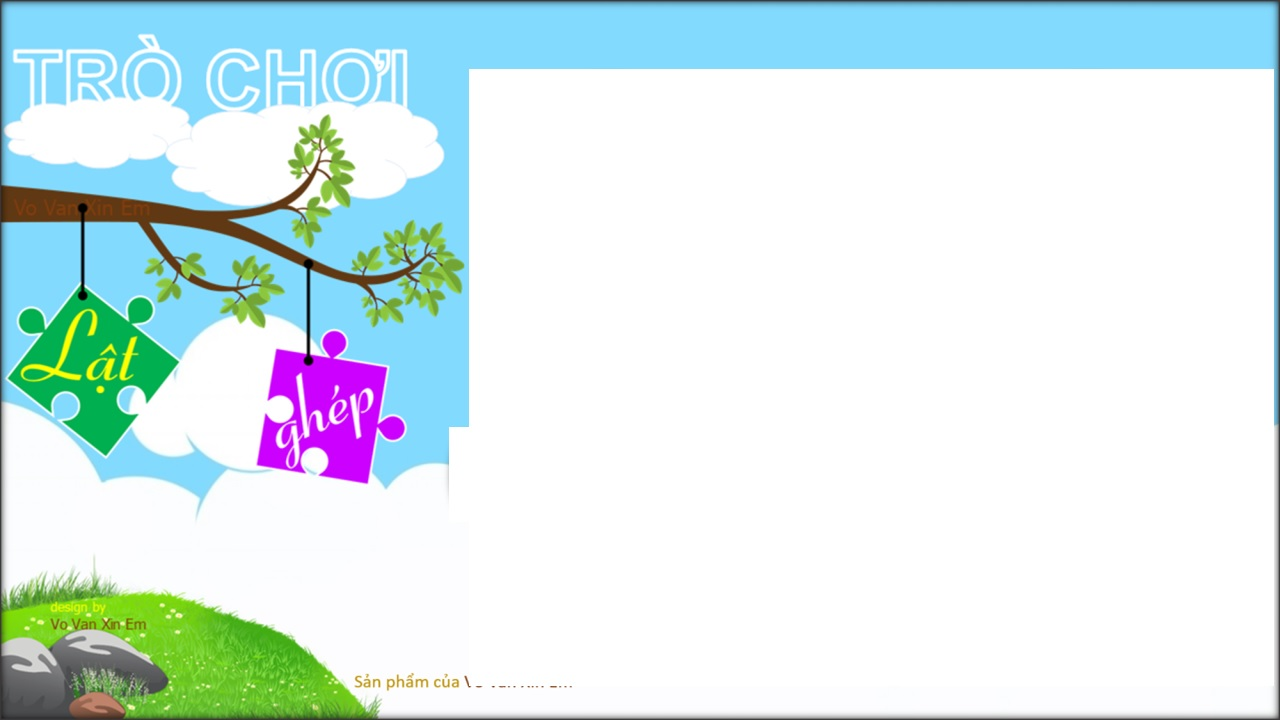 TRÒ CHƠI
Vo Van Xin Em
Lật
ghép
design by
Vo Van Xin Em
Sản phẩm của